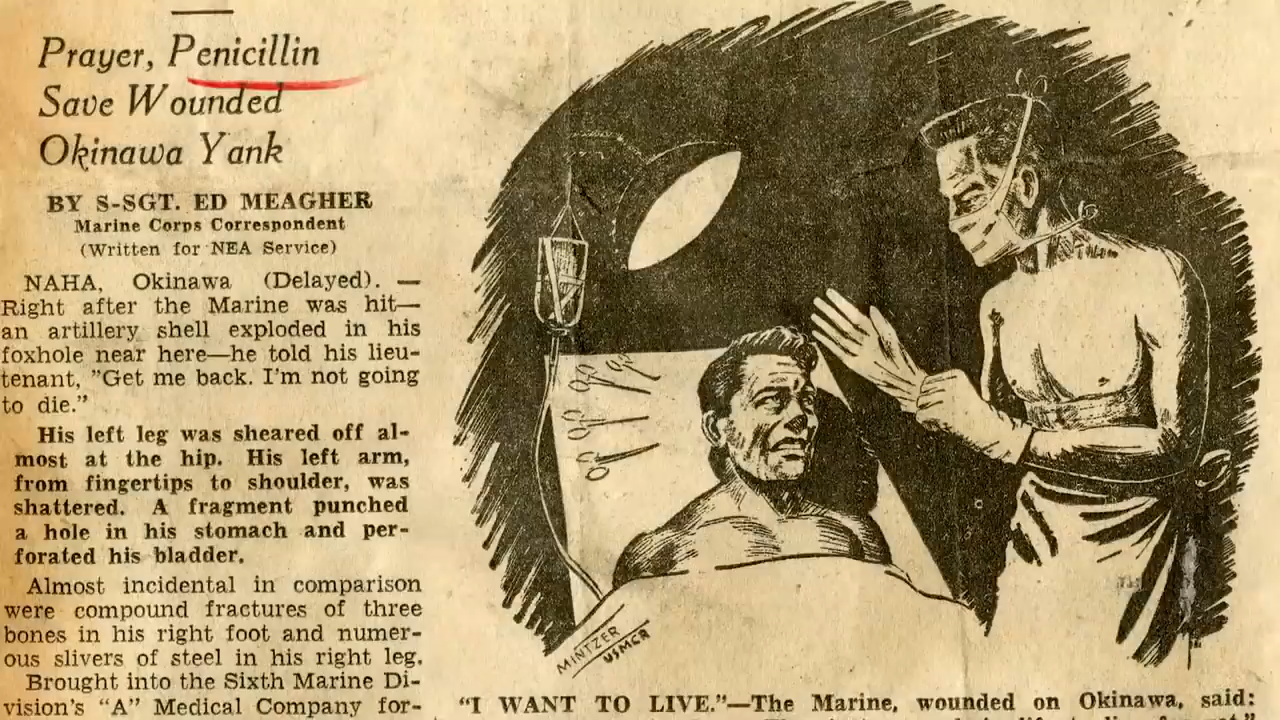 Prayer, Penicillin
Save Wounded
Okinawa Yank
BY S-SGT. ED MEAGHER
Marine Corps Correspondent
(Written for NEA Service)
NAHA, Okinawa (Delayed). —
Right after the Marine was hit—
an artillery shell exploded in his
foxhole near here—he told his lieu-
tenant, "Get me back. I'm not going
to die."
His left leg was sheared off al-
most at the hip. His left arm,
from fingertips to shoulder, was
shattered. A fragment punched
a hole in his stomach and per-
forated his bladder.
Almost incidental in comparison
were compound fractures of three
bones in his right foot and numer-
ous slivers of steel in his right leg.
Brought into the Sixth Marine Di-
vision's "A" Medical Company for-
MINTZER
USMCR
"I WANT TO LIVE."—The Marine, wounded on Okinawa, said: